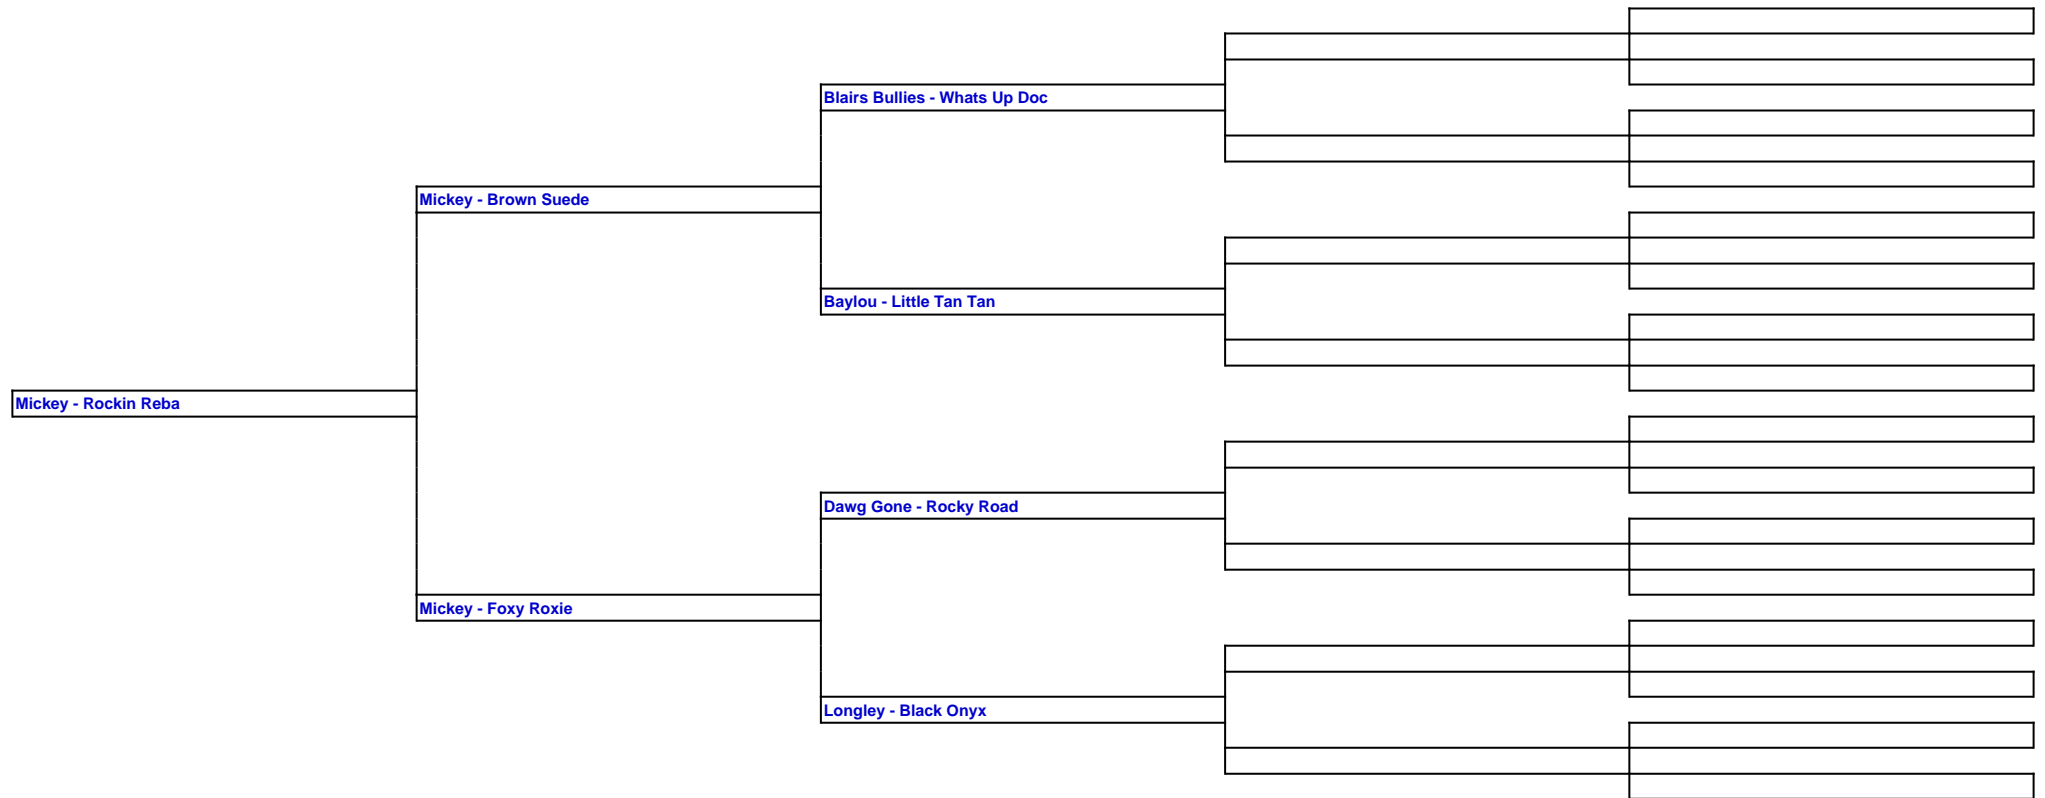 Blairs Bullies - Whats Up Doc
Mickey - Brown Suede
Baylou - Little Tan Tan
Mickey - Rockin Reba
Dawg Gone - Rocky Road
Mickey - Foxy Roxie
Longley - Black Onyx